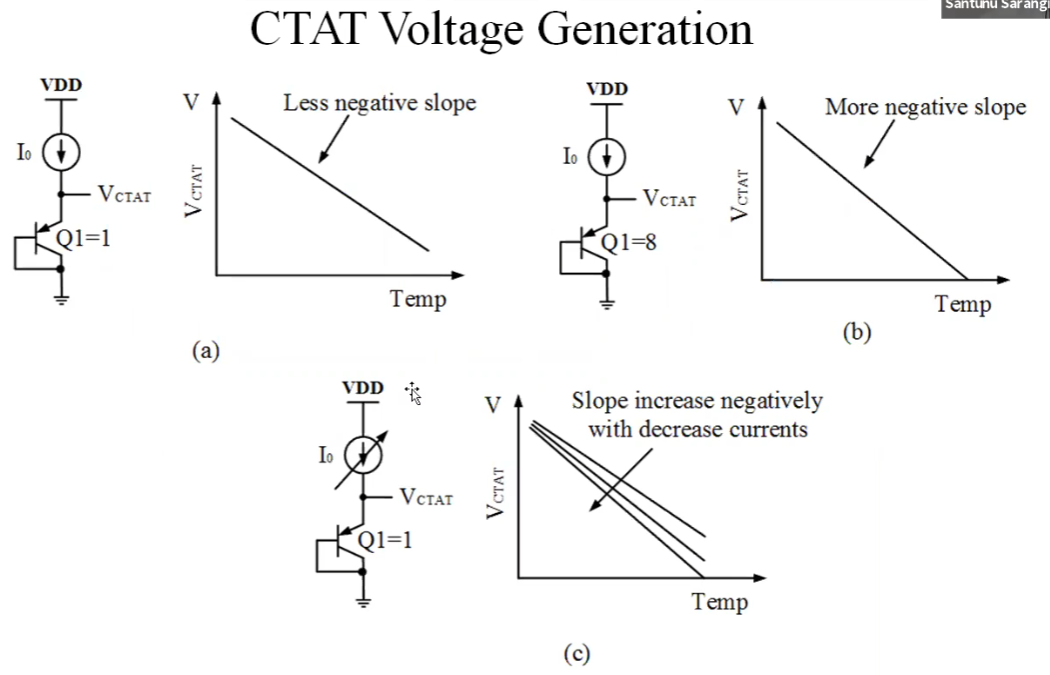 Santunu Sarangi
CTAT Voltage Generation
VDD
I₀
VCTAT
Q1=1
V
VCTAT
Less negative slope
Temp
(a)
VDD
I₀
VCTAT
Q1=8
V
VCTAT
More negative slope
Temp
(b)
VDD
I₀
VCTAT
Q1=1
V
VCTAT
Slope increase negatively
with decrease currents
Temp
(c)